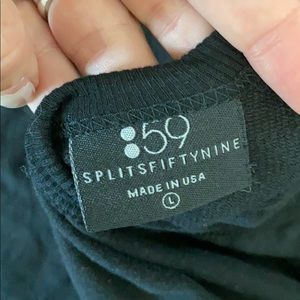 :59
SPLITSFIFTYNINE
MADE IN USA
L